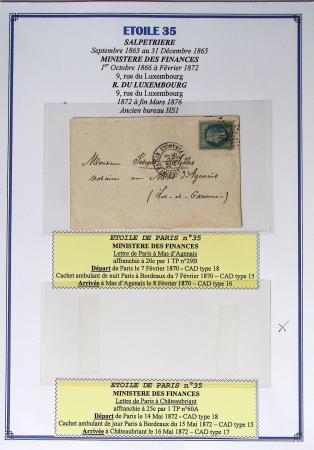 ETOILE 35
SALPETRIERE
Septembre 1863 au 31 Décembre 1865
MINISTERE DES FINANCES
1er Octobre 1866 à Février 1872
9, rue du Luxembourg
R. DU LUXEMBOURG
9, rue du Luxembourg
1872 à fin Mars 1876
Ancien bureau HS1
Monsieur
notaire au Mas d'Agenais
(Lot-et-Garonne)
ETOILE DE PARIS n°35
MINISTERE DES FINANCES
Lettre de Paris à Mas d'Agenais
affranchie à 20c par 1 TP n°29B
Départ de Paris le 7 Février 1870 - CAD type 18
Cachet ambulant de nuit Paris à Bordeaux du 7 Février 1870 – CAD type 15
Arrivée à Mas d'Agenais le 8 Février 1870 – CAD type 16
ETOILE DE PARIS n°35
MINISTERE DES FINANCES
Lettre de Paris à Châteaubriant
affranchie à 25c par 1 TP n°60A
Départ de Paris le 14 Mai 1872 - CAD type 18
Cachet ambulant de jour Paris à Bordeaux du 15 Mai 1872 – CAD type 15
Arrivée à Châteaubriant le 16 Mai 1872 – CAD type 17